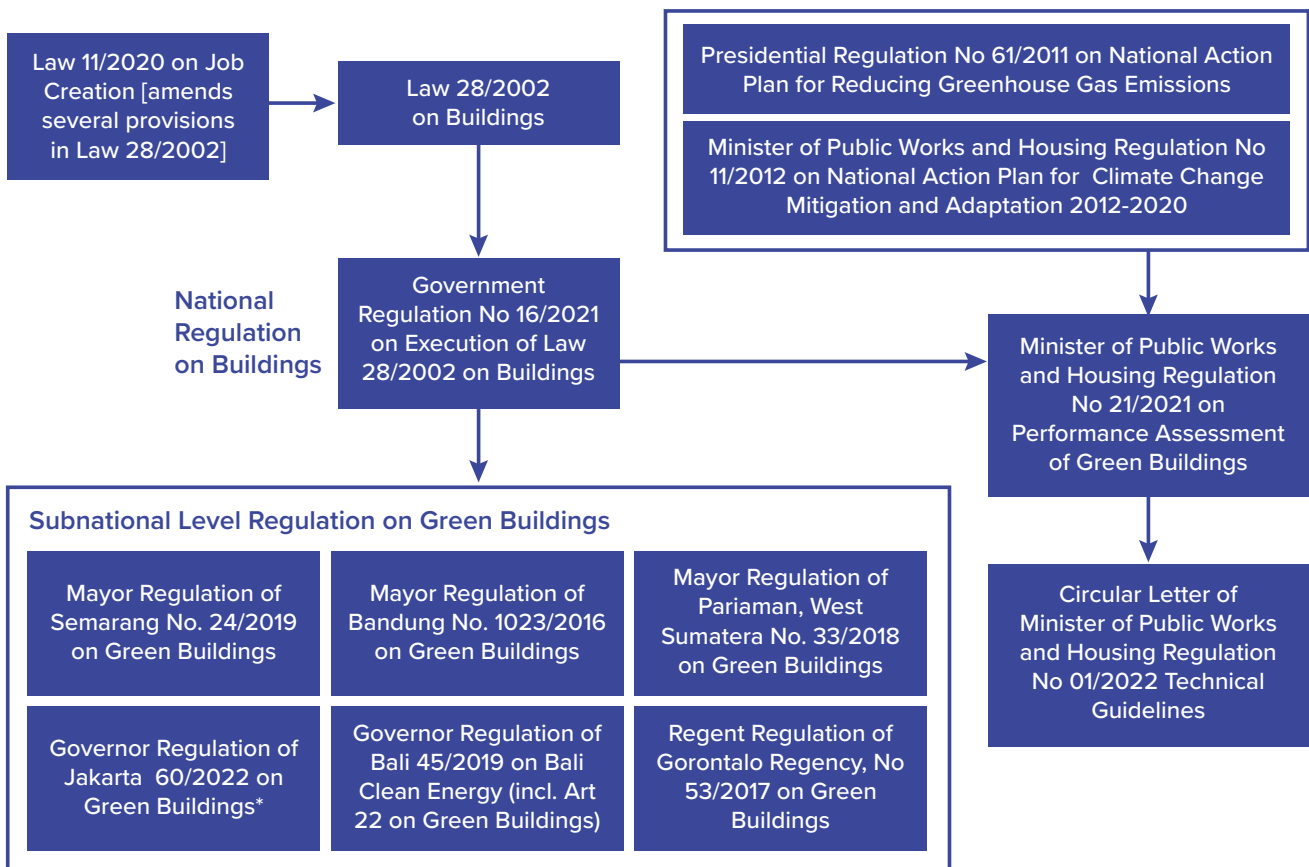 Law 11/2020 on Job
Creation [amends
several provisions
in Law 28/2002]
Law 28/2002
on Buildings
Presidential Regulation No 61/2011 on National Action
Plan for Reducing Greenhouse Gas Emissions
Minister of Public Works and Housing Regulation No
11/2012 on National Action Plan for Climate Change
Mitigation and Adaptation 2012-2020
National
Regulation
on Buildings
Government
Regulation No 16/2021
on Execution of Law
28/2002 on Buildings
Minister of Public Works
and Housing Regulation
No 21/2021 on
Performance Assessment
of Green Buildings
Subnational Level Regulation on Green Buildings
Mayor Regulation of
Semarang No. 24/2019
on Green Buildings
Mayor Regulation of
Bandung No. 1023/2016
on Green Buildings
Mayor Regulation of
Pariaman, West
Sumatera No. 33/2018
on Green Buildings
Governor Regulation of
Jakarta 60/2022 on
Green Buildings*
Governor Regulation of
Bali 45/2019 on Bali
Clean Energy (incl. Art
22 on Green Buildings)
Regent Regulation of
Gorontalo Regency, No
53/2017 on Green
Buildings
Circular Letter of
Minister of Public Works
and Housing Regulation
No 01/2022 Technical
Guidelines